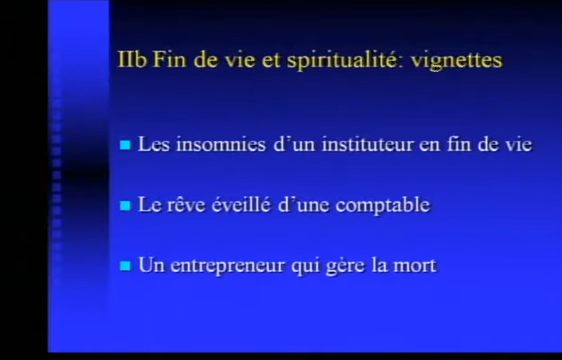 IIb Fin de vie et spiritualité: vignettes
Les insomnies d'un instituteur en fin de vie
Le rêve éveillé d'une comptable
Un entrepreneur qui gère la mort